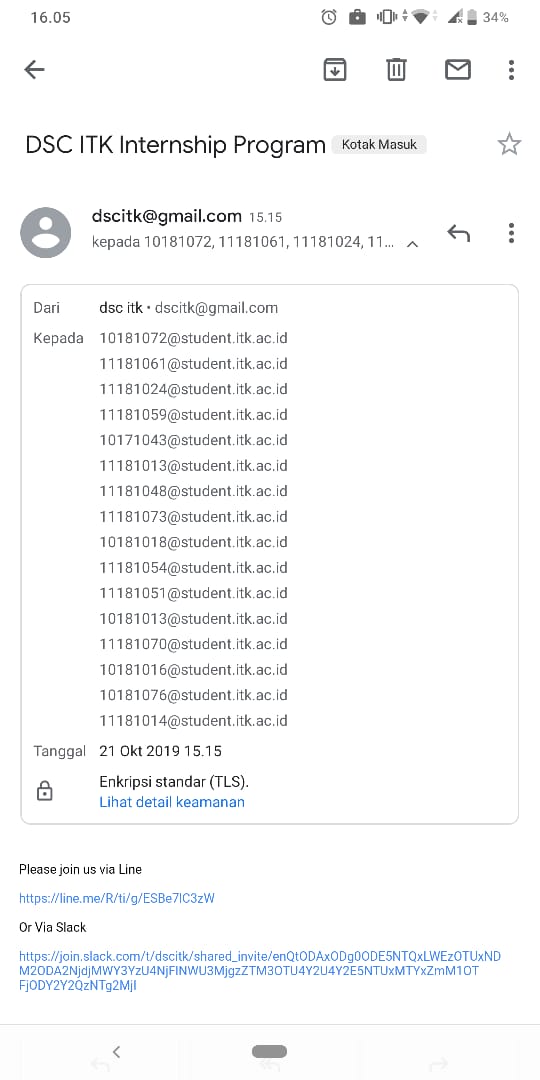 16.05
34%
DSC ITK Internship Program Kotak Masuk
dscitk@gmail.com 15.15
kepada 10181072, 11181061, 11181024, 11...
Dari dsc itk • dscitk@gmail.com
Kepada 10181072@student.itk.ac.id
11181061@student.itk.ac.id
11181024@student.itk.ac.id
11181059@student.itk.ac.id
10171043@student.itk.ac.id
11181013@student.itk.ac.id
11181048@student.itk.ac.id
11181073@student.itk.ac.id
10181018@student.itk.ac.id
11181054@student.itk.ac.id
11181051@student.itk.ac.id
10181013@student.itk.ac.id
11181070@student.itk.ac.id
10181016@student.itk.ac.id
10181076@student.itk.ac.id
11181014@student.itk.ac.id
Tanggal 21 Okt 2019 15.15
Enkripsi standar (TLS).
Lihat detail keamanan
Please join us via Line
https://line.me/R/ti/g/ESBe7lC3zW
Or Via Slack
https://join.slack.com/t/dscitk/shared_invite/enQtODAxODg0ODE5NTQxLWEzOTUxND
M2ODA2NjdjMWY3YzU4NjFlNWU3MjgzZTM3OTU4Y2U4Y2E5NTUxMTYxZmM1OT
FjODY2Y2QzNTg2Mjl